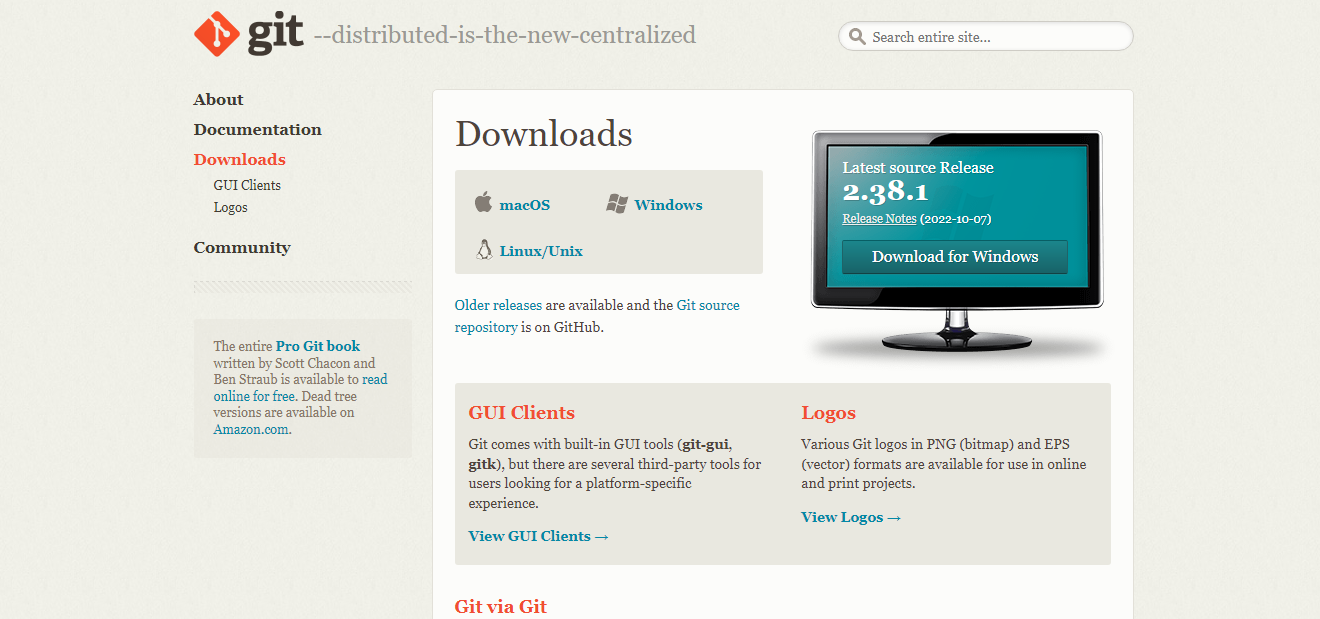 git --distributed-is-the-new-centralized
Search entire site...
About
Documentation
Downloads
GUI Clients
Logos
Community
The entire Pro Git book
written by Scott Chacon and
Ben Straub is available to read
online for free. Dead tree
versions are available on
Amazon.com.
Downloads
macOS
Windows
Linux/Unix
Older releases are available and the Git source
repository is on GitHub.
Latest source Release
2.38.1
Release Notes (2022-10-07)
Download for Windows
GUI Clients
Git comes with built-in GUI tools (git-gui,
gitk), but there are several third-party tools for
users looking for a platform-specific
experience.
View GUI Clients →
Logos
Various Git logos in PNG (bitmap) and EPS
(vector) formats are available for use in online
and print projects.
View Logos →
Git via Git